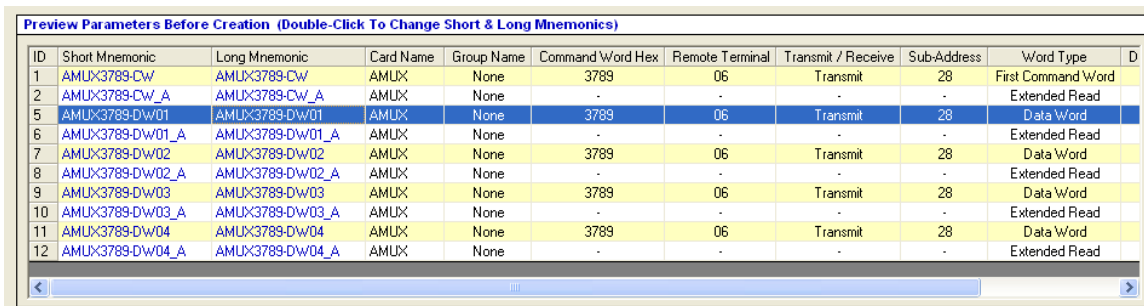 Preview Parameters Before Creation (Double-Click To Change Short & Long Mnemonics)
ID Short Mnemonic Long Mnemonic Card Name Group Name Command Word Hex Remote Terminal Transmit / Receive Sub-Address Word Type D
1 AMUX3789-CW AMUX3789-CW AMUX None 3789 06 Transmit 28 First Command Word
2 AMUX3789-CW_A AMUX3789-CW_A AMUX None - - - - Extended Read
5 AMUX3789-DW01 AMUX3789-DW01 AMUX None 3789 06 Transmit 28 Data Word
6 AMUX3789-DW01_A AMUX3789-DW01_A AMUX None - - - - Extended Read
7 AMUX3789-DW02 AMUX3789-DW02 AMUX None 3789 06 Transmit 28 Data Word
8 AMUX3789-DW02_A AMUX3789-DW02_A AMUX None - - - - Extended Read
9 AMUX3789-DW03 AMUX3789-DW03 AMUX None 3789 06 Transmit 28 Data Word
10 AMUX3789-DW03_A AMUX3789-DW03_A AMUX None - - - - Extended Read
11 AMUX3789-DW04 AMUX3789-DW04 AMUX None 3789 06 Transmit 28 Data Word
12 AMUX3789-DW04_A AMUX3789-DW04_A AMUX None - - - - Extended Read